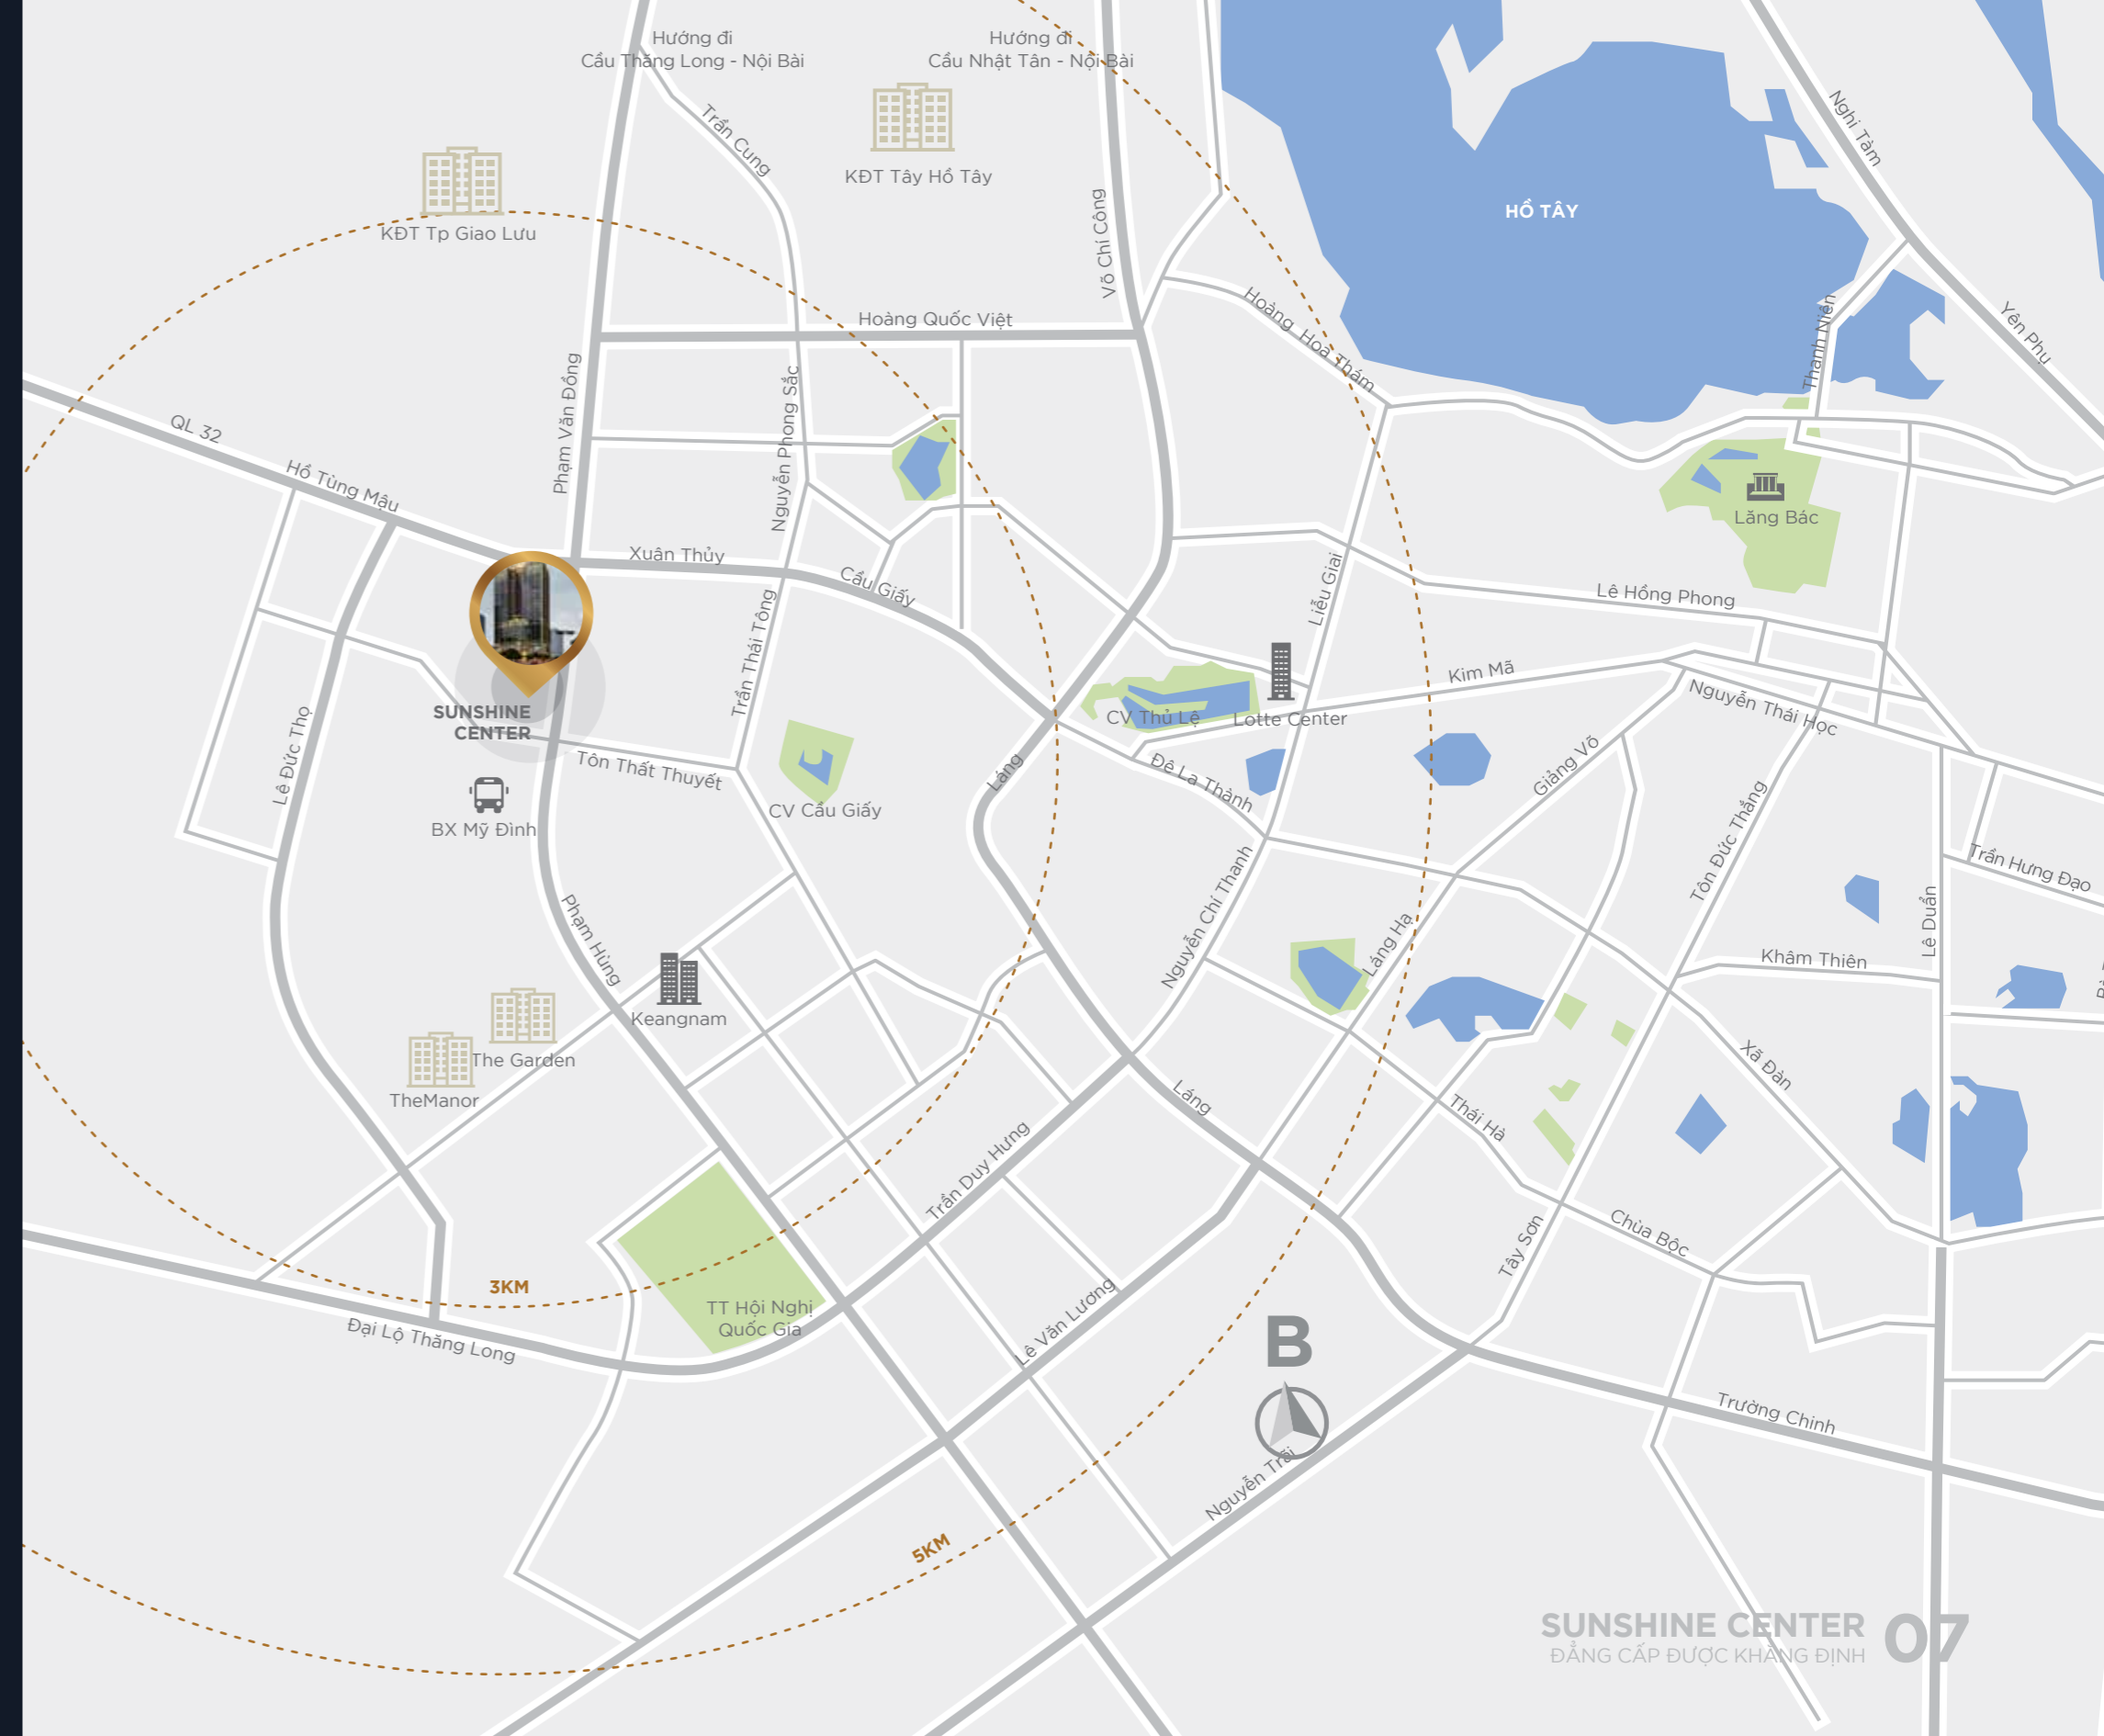 Hướng đi
Cầu Thăng Long - Nội Bài
Hướng đi
Cầu Nhật Tân - Nội Bài
Trần Cung
KĐT Tây Hồ Tây
KĐT Tp Giao Lưu
Võ Chí Công
Nghi Tàm
HỒ TÂY
Hoàng Quốc Việt
Hoàng Hoa Thám
Thanh Niên
Yên Phụ
QL 32
Hồ Tùng Mậu
Phạm Văn Đồng
Nguyễn Phong Sắc
Lăng Bác
Xuân Thủy
Cầu Giấy
Liễu Giai
Lê Hồng Phong
Trần Thái Tông
Kim Mã
Nguyễn Thái Học
SUNSHINE
CENTER
CV Thủ Lệ
Lotte Center
Lê Đức Thọ
Tôn Thất Thuyết
Láng
Đê La Thành
Giảng Võ
BX Mỹ Đình
CV Cầu Giấy
Tôn Đức Thắng
Trần Hưng Đạo
Nguyễn Chí Thanh
Láng Hạ
Lê Duẩn
Phạm Hùng
Khâm Thiên
Keangnam
The Garden
TheManor
Láng
Thái Hà
Xã Đàn
Trần Duy Hưng
Tây Sơn
Chùa Bộc
3KM
TT Hội Nghị
Quốc Gia
Đại Lộ Thăng Long
Lê Văn Lương
B
Trường Chinh
Nguyễn Trãi
5KM
SUNSHINE CENTER 07
ĐẲNG CẤP ĐƯỢC KHẲNG ĐỊNH